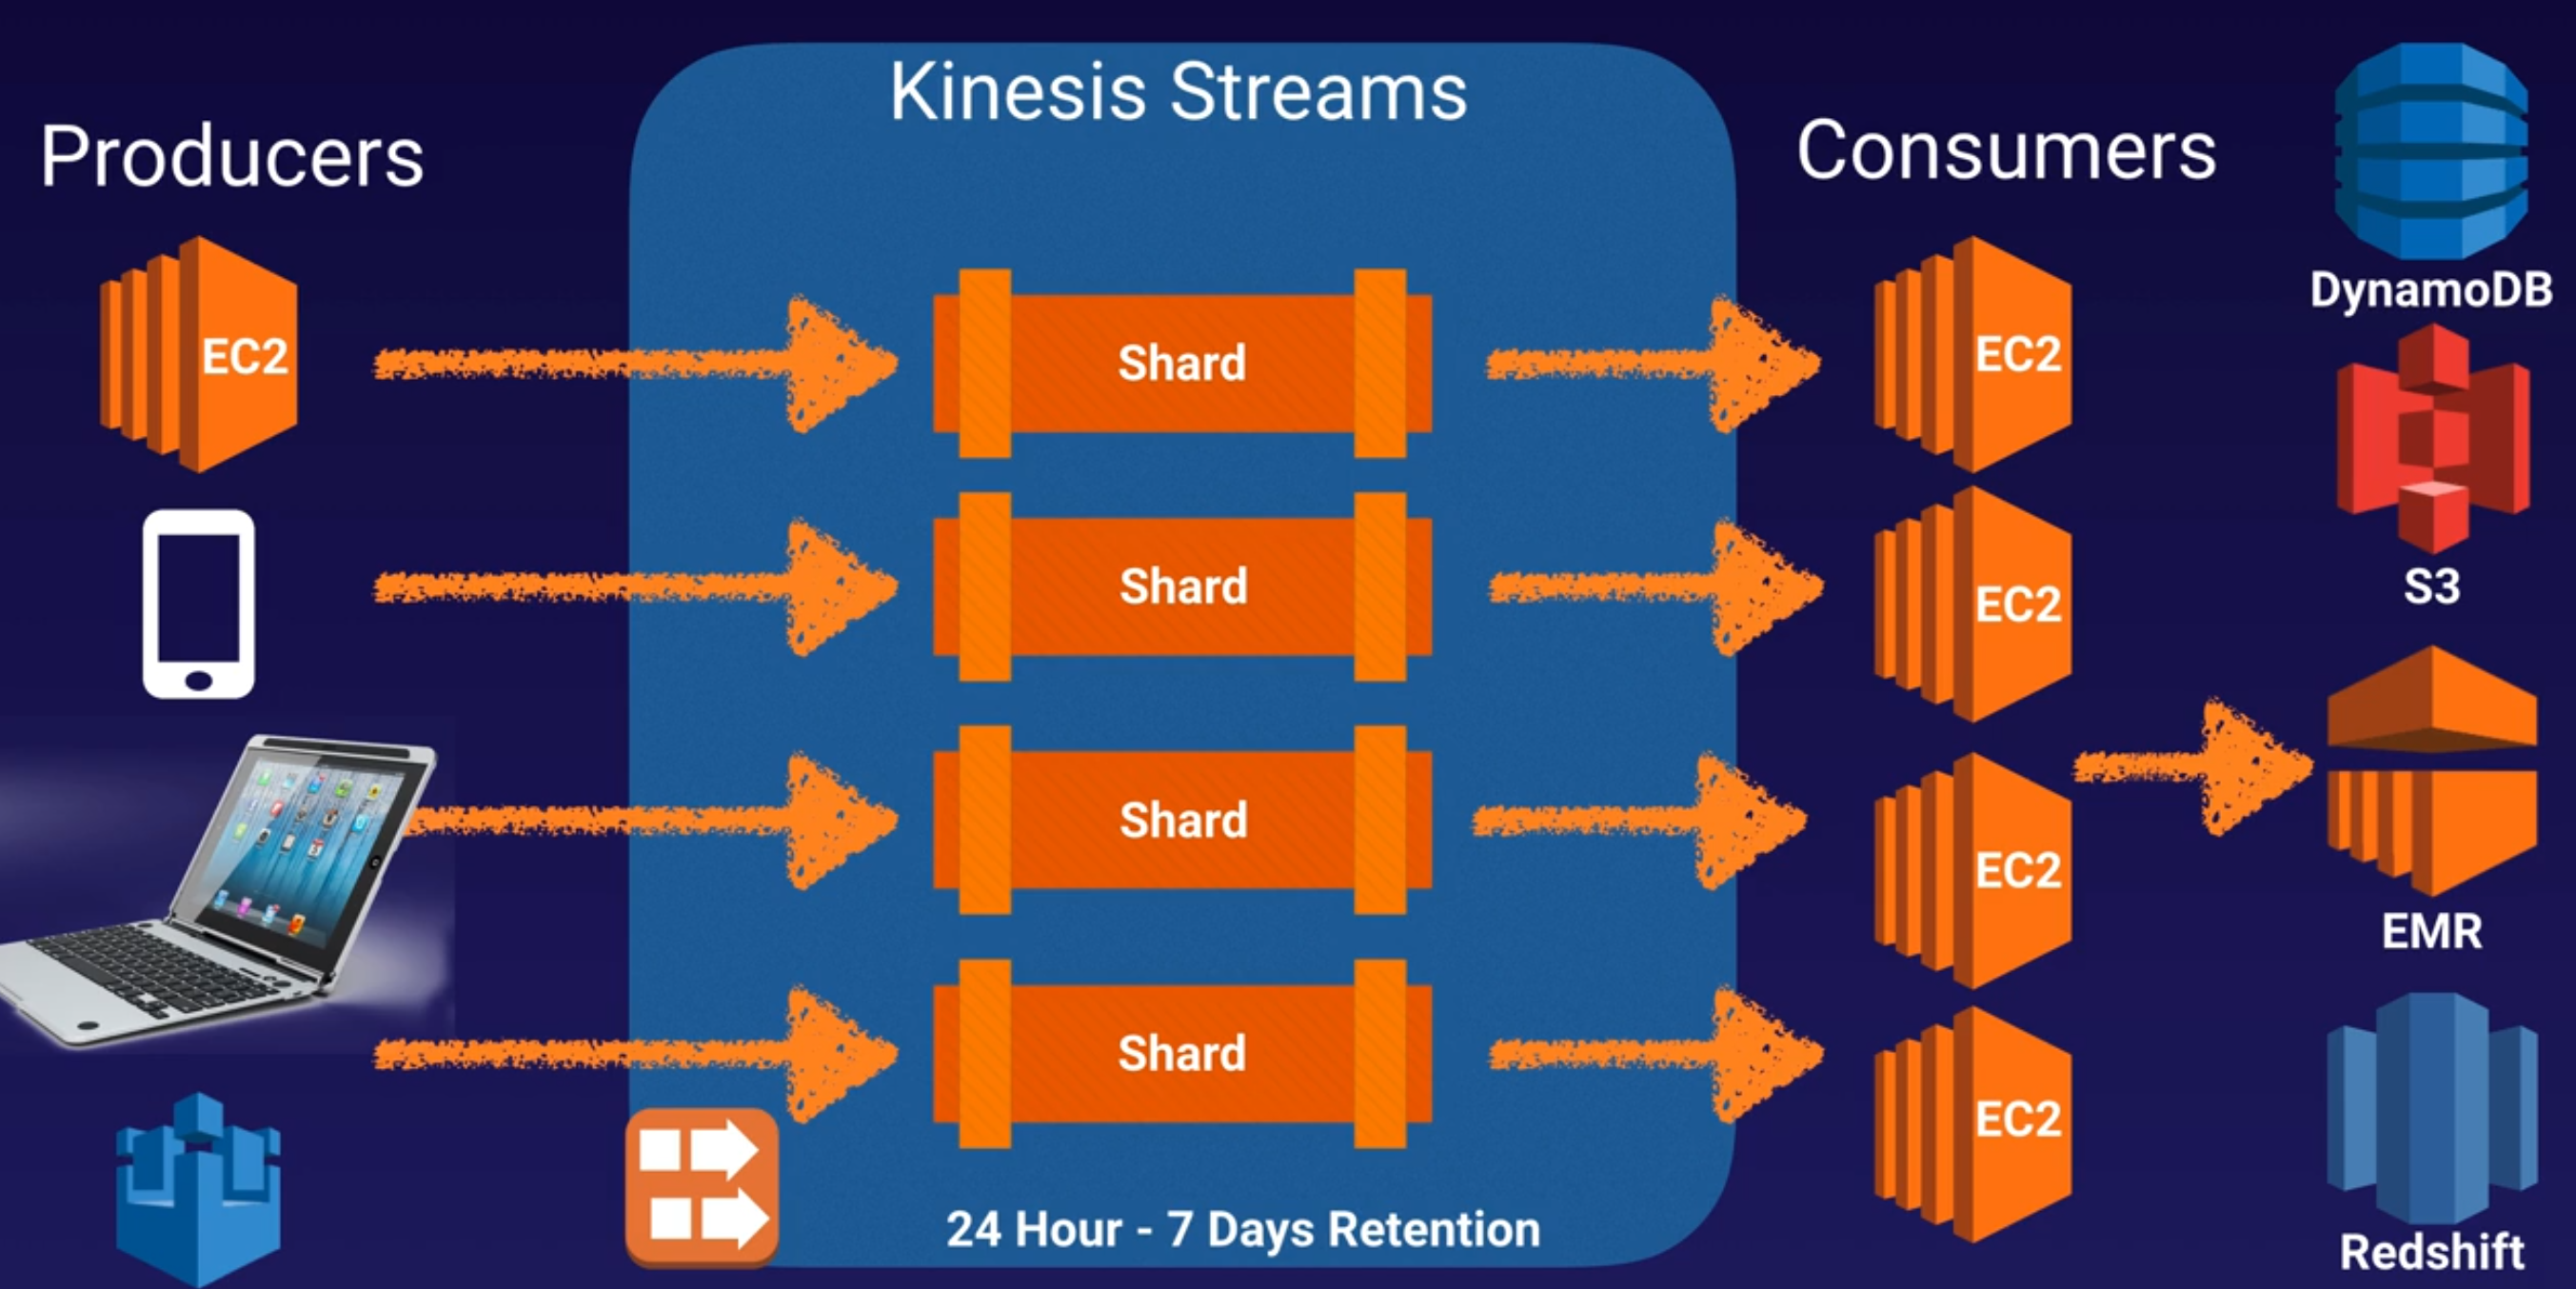 Kinesis Streams
Producers
Consumers
EC2
Shard
EC2
DynamoDB
Shard
EC2
S3
Shard
EC2
EMR
Shard
EC2
24 Hour - 7 Days Retention
Redshift